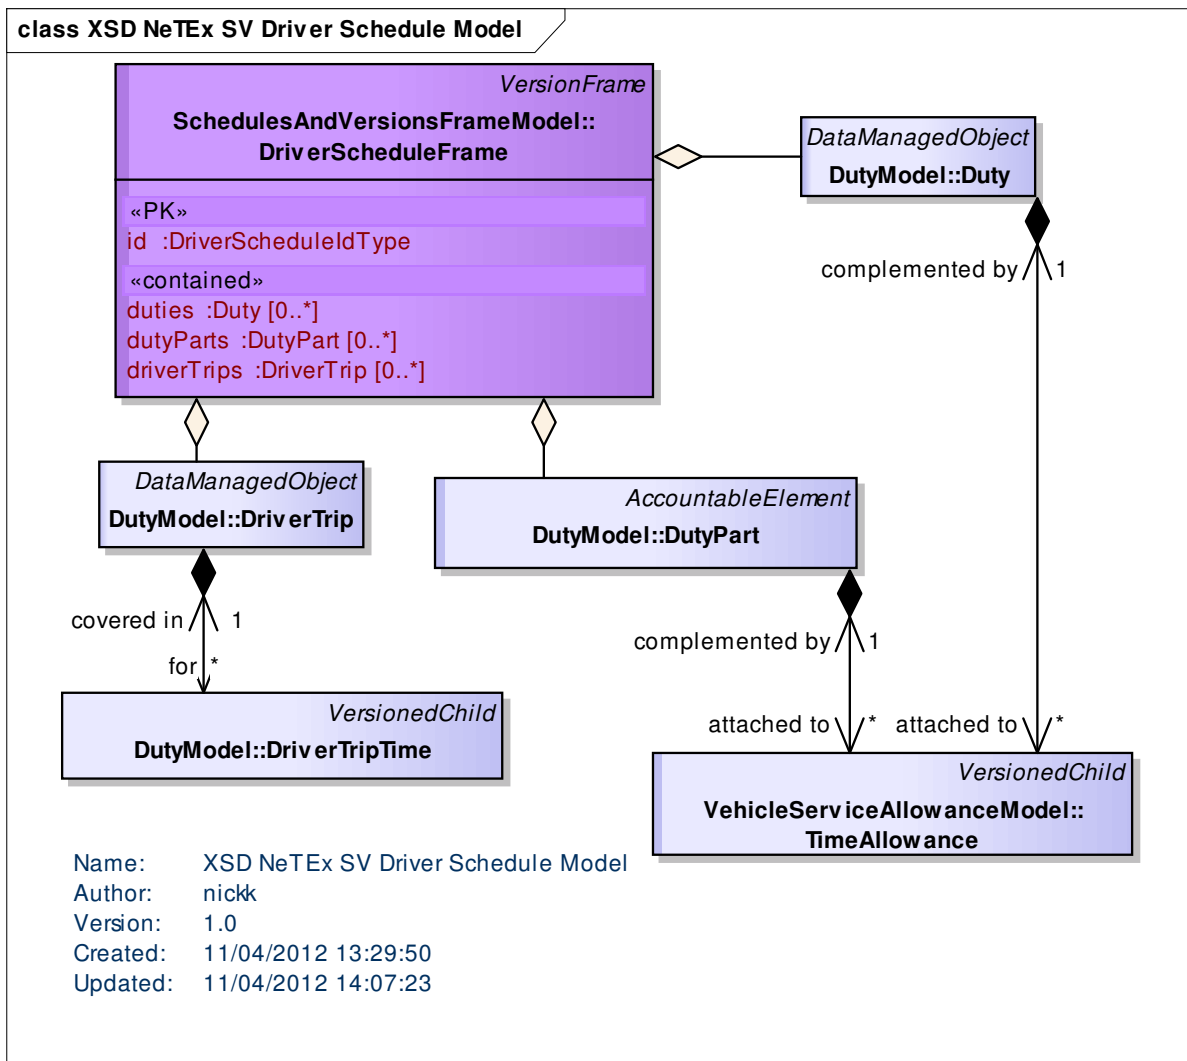 class XSD NeTEx SV Driver Schedule Model
VersionFrame
SchedulesAndVersionsFrameModel::
DriverScheduleFrame
«PK»
id :DriverScheduleIdType
«contained»
duties :Duty [0..*]
dutyParts :DutyPart [0..*]
driverTrips :DriverTrip [0..*]
DataManagedObject
DutyModel::Duty
complemented by 1
DataManagedObject
DutyModel::DriverTrip
AccountableElement
DutyModel::DutyPart
covered in 1
complemented by 1
for *
attached to * attached to *
VersionedChild
DutyModel::DriverTripTime
VersionedChild
VehicleServiceAllowanceModel::
TimeAllowance
Name: XSD NeTEx SV Driver Schedule Model
Author: nickk
Version: 1.0
Created: 11/04/2012 13:29:50
Updated: 11/04/2012 14:07:23